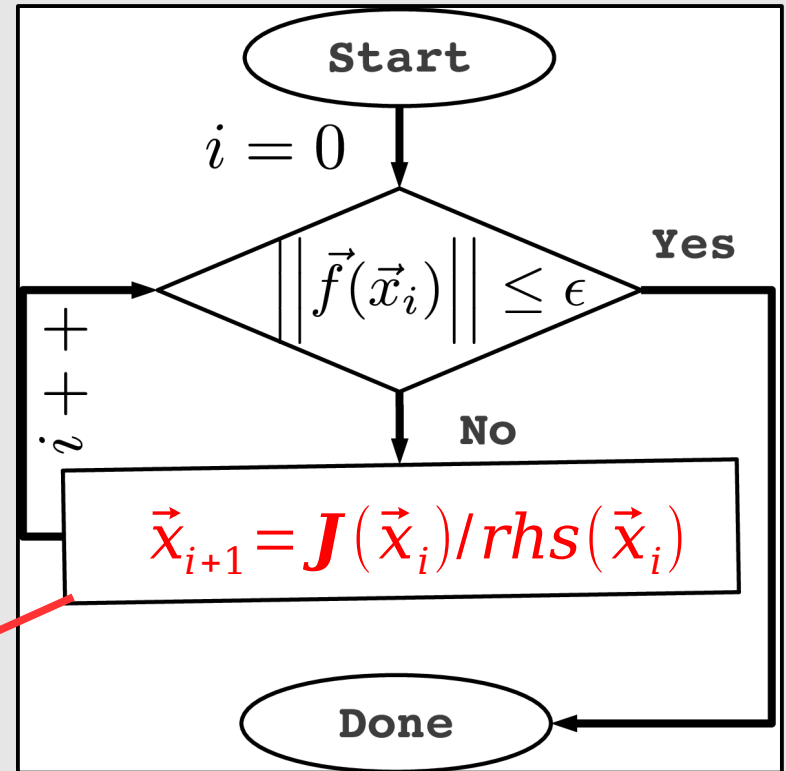 Start
i = 0
||f⃗(x⃗ᵢ)|| ≤ ϵ
Yes
i++
No
x⃗ᵢ₊₁ = J(x⃗ᵢ)/rhs(x⃗ᵢ)
Done